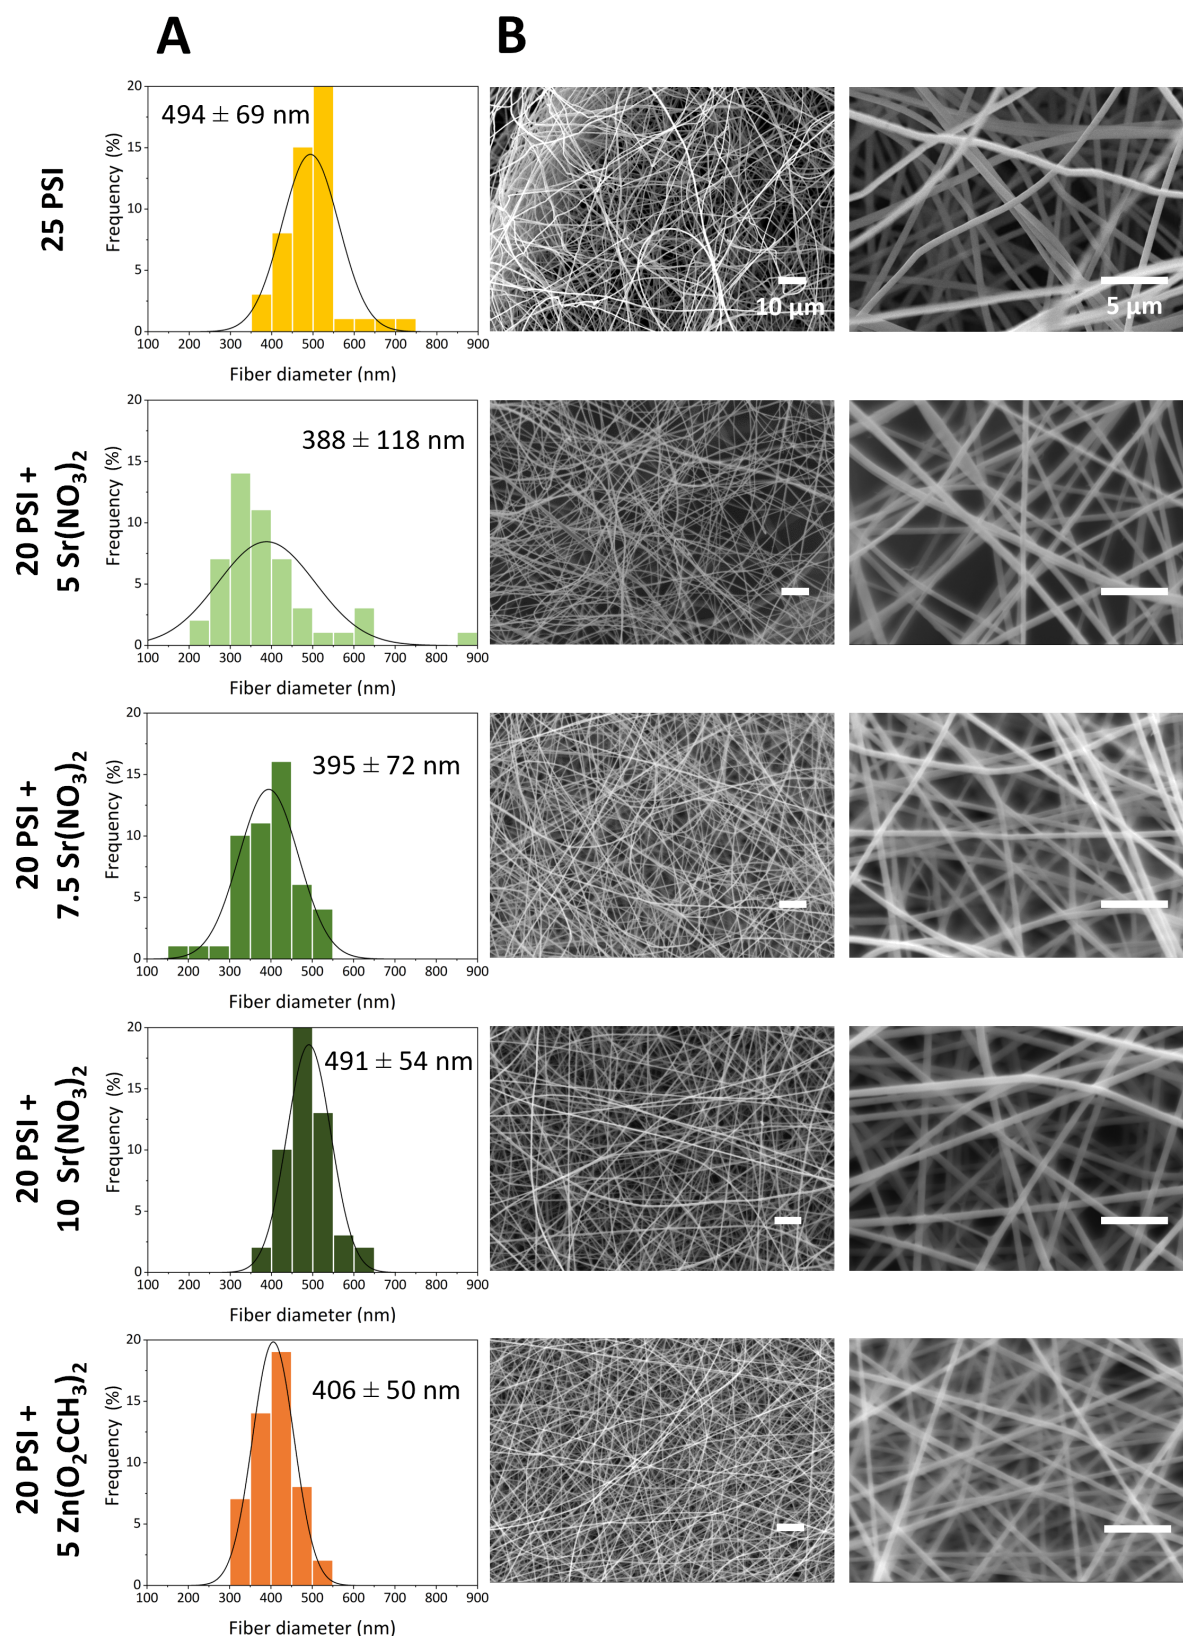 A
B
25 PSI
20
15
10
5
0
Frequency (%)
494 ± 69 nm
100 200 300 400 500 600 700 800 900
Fiber diameter (nm)
10 μm
5 μm
20 PSI +
5 Sr(NO₃)₂
20
15
10
5
0
Frequency (%)
388 ± 118 nm
100 200 300 400 500 600 700 800 900
Fiber diameter (nm)
20 PSI +
7.5 Sr(NO₃)₂
20
15
10
5
0
Frequency (%)
395 ± 72 nm
100 200 300 400 500 600 700 800 900
Fiber diameter (nm)
20 PSI +
10 Sr(NO₃)₂
20
15
10
5
0
Frequency (%)
491 ± 54 nm
100 200 300 400 500 600 700 800 900
Fiber diameter (nm)
20 PSI +
5 Zn(O₂CCH₃)₂
20
15
10
5
0
Frequency (%)
406 ± 50 nm
100 200 300 400 500 600 700 800 900
Fiber diameter (nm)